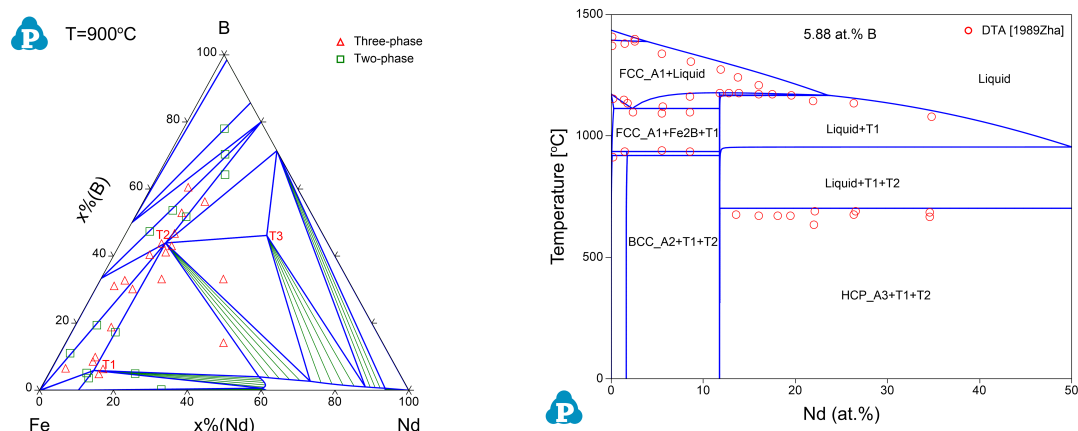 T=900°C
B
Three-phase
Two-phase
100
80
60
40
20
0
x%(B)
T2
T3
T1
0
20
40
60
80
100
Fe
x%(Nd)
Nd
P
1500
1000
500
0
Temperature [°C]
5.88 at.% B
DTA [1989Zha]
FCC_A1+Liquid
Liquid
FCC_A1+Fe2B+T1
Liquid+T1
Liquid+T1+T2
BCC_A2+T1+T2
HCP_A3+T1+T2
0
10
20
30
40
50
Nd (at.%)
P